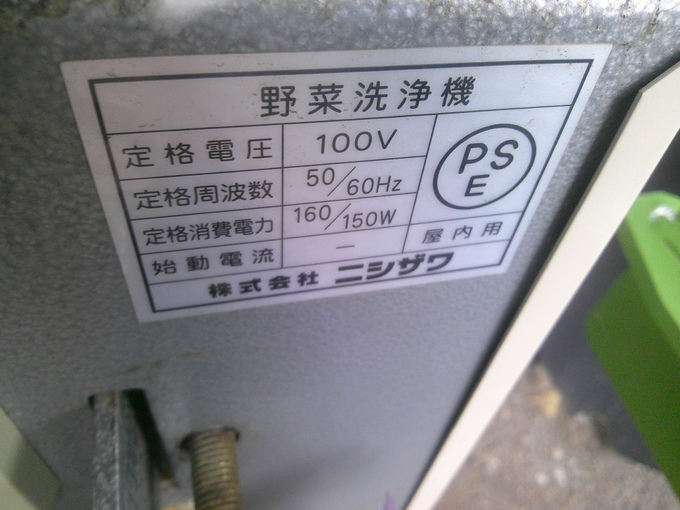 野菜洗浄機
定格電圧 100V
定格周波数 50/60Hz
定格消費電力 160/150W
始動電流 —
PS
E
屋内用
株式会社 ニシザワ